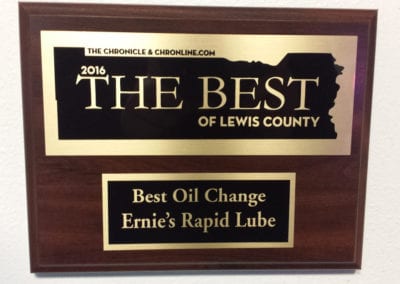 THE CHRONICLE & CHRONLINE.COM
2016
THE BEST
OF LEWIS COUNTY
Best Oil Change
Ernie's Rapid Lube